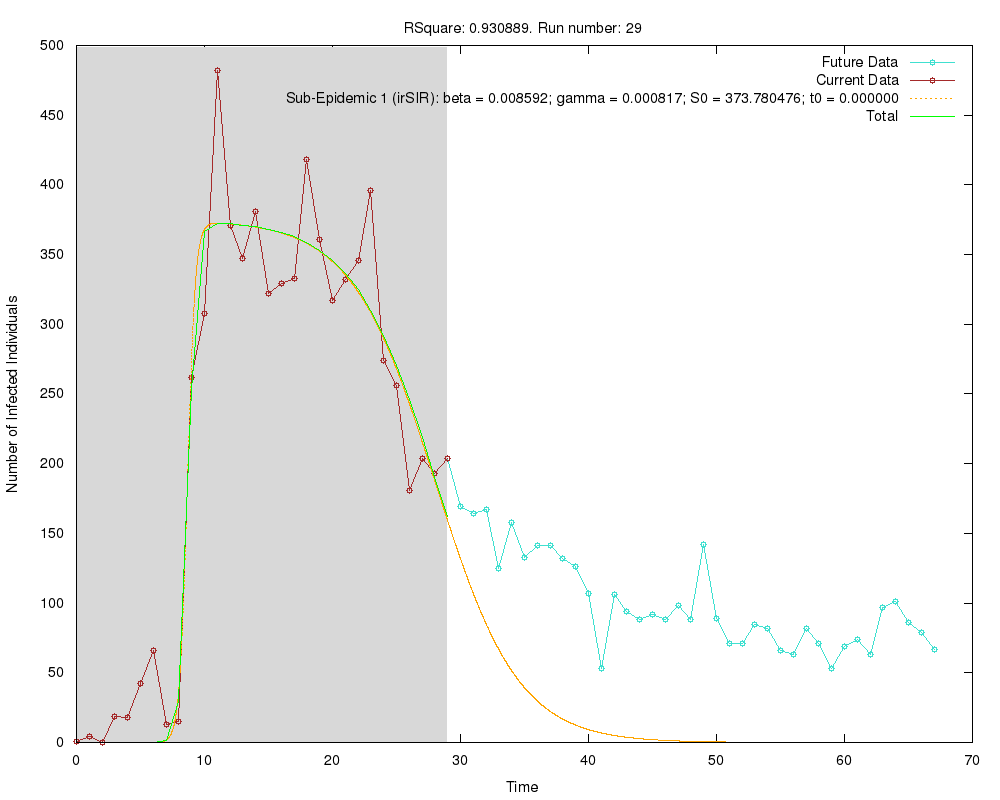 RSquare: 0.930889. Run number: 29
500
450
400
350
300
250
200
150
100
50
0
Number of Infected Individuals
Future Data
Current Data
Sub-Epidemic 1 (irSIR): beta = 0.008592; gamma = 0.000817; S0 = 373.780476; t0 = 0.000000
Total
0 10 20 30 40 50 60 70
Time